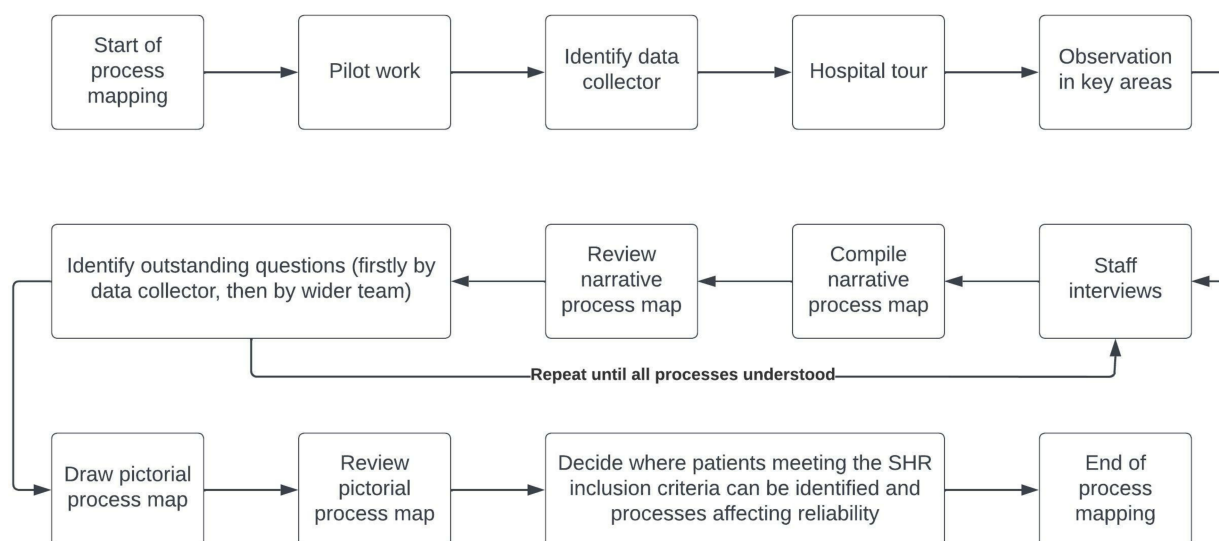 Start of
process
mapping
Pilot work
Identify data
collector
Hospital tour
Observation
in key areas
Identify outstanding questions (firstly by
data collector, then by wider team)
Review
narrative
process map
Compile
narrative
process map
Staff
interviews
Repeat until all processes understood
Draw pictorial
process map
Review
pictorial
process map
Decide where patients meeting the SHR
inclusion criteria can be identified and
processes affecting reliability
End of
process
mapping